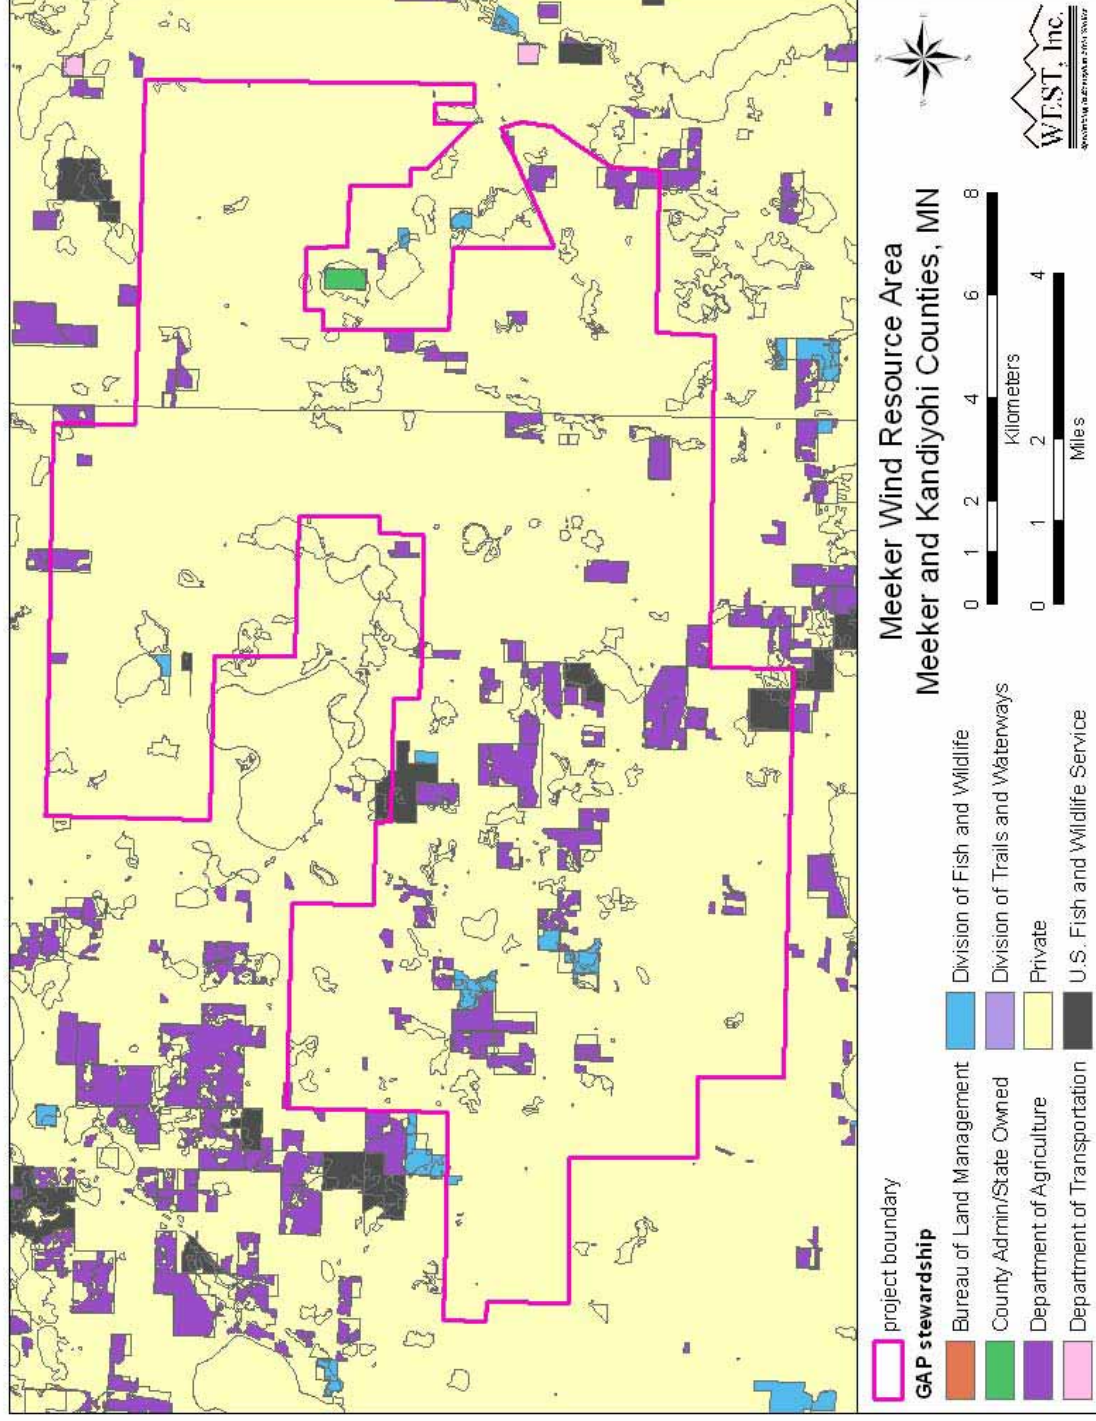 Meeker Wind Resource Area
Meeker and Kandiyohi Counties, MN
project boundary
GAP stewardship
Bureau of Land Management
County Admin/State Owned
Department of Agriculture
Department of Transportation
Division of Fish and Wildlife
Division of Trails and Waterways
Private
U.S. Fish and Wildlife Service
0 1 2 4 6 8
Kilometers
0 1 2 4
Miles
WEST, Inc.